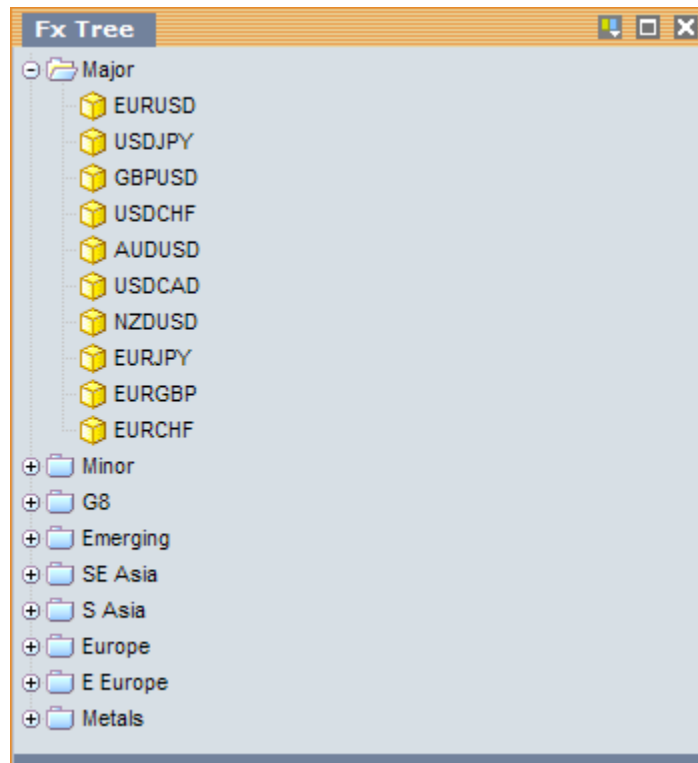 Fx Tree
Major
EURUSD
USDJPY
GBPUSD
USDCHF
AUDUSD
USDCAD
NZDUSD
EURJPY
EURGBP
EURCHF
Minor
G8
Emerging
SE Asia
S Asia
Europe
E Europe
Metals